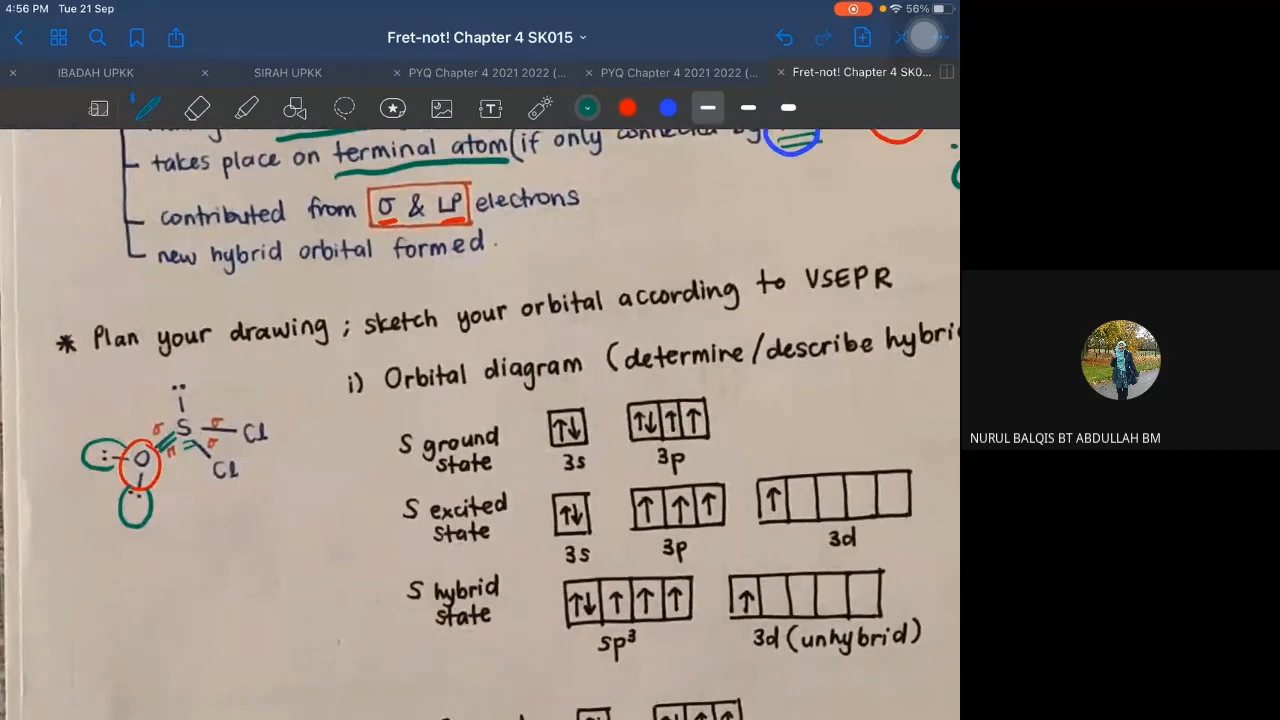 4:56 PM Tue 21 Sep
56%
Fret-not! Chapter 4 SK015
IBADAH UPKK
SIRAH UPKK
PYQ Chapter 4 2021 2022 (...
PYQ Chapter 4 2021 2022 (...
Fret-not! Chapter 4 SK0...
takes place on terminal atom (if only connected by
contributed from σ & LP electrons
new hybrid orbital formed.
* Plan your drawing ; sketch your orbital according to VSEPR
i) Orbital diagram (determine/describe hybri
S ground state
3s
3p
S excited state
3s
3p
3d
S hybrid state
sp³
3d (unhybrid)
S
σ
σ
σ
π
O
Cl
Cl
NURUL BALQIS BT ABDULLAH BM